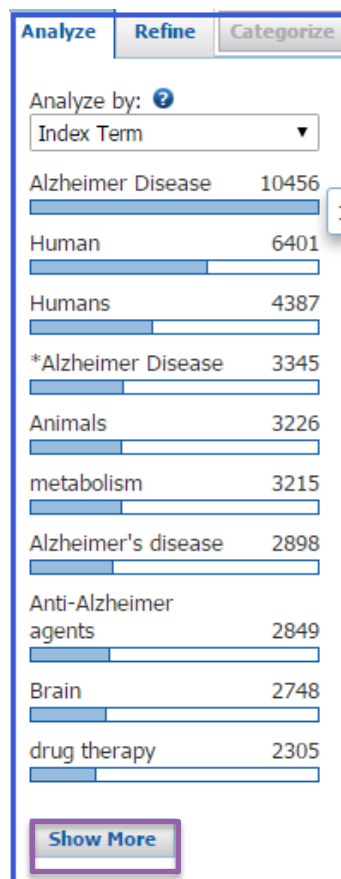 Analyze Refine Categorize
Analyze by: ?
Index Term
Alzheimer Disease 10456
Human 6401
Humans 4387
*Alzheimer Disease 3345
Animals 3226
metabolism 3215
Alzheimer's disease 2898
Anti-Alzheimer
agents 2849
Brain 2748
drug therapy 2305
Show More